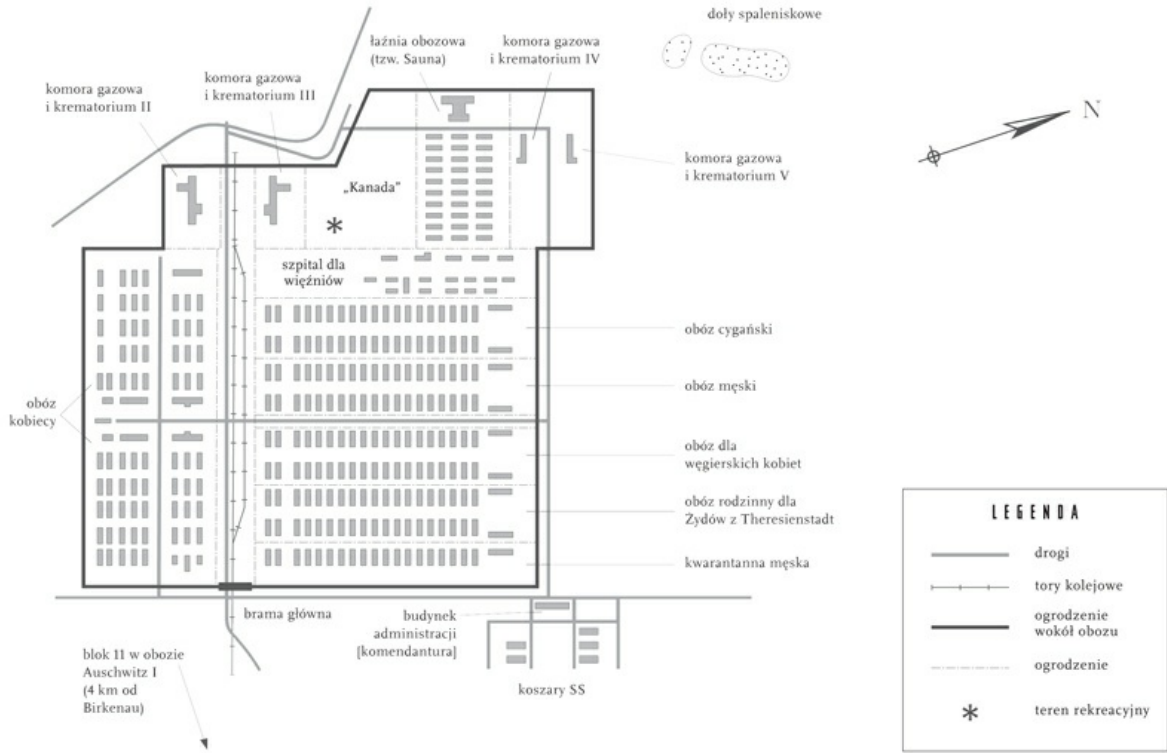 doły spaleniskowe
łaźnia obozowa
(tzw. Sauna)
komora gazowa
i krematorium IV
komora gazowa
i krematorium III
komora gazowa
i krematorium II
N
komora gazowa
i krematorium V
„Kanada”
*
szpital dla
więźniów
obóz cygański
obóz męski
obóz
kobiecy
obóz dla
węgierskich kobiet
obóz rodzinny dla
Żydów z Theresienstadt
kwarantanna męska
brama główna
budynek
administracji
[komendantura]
koszary SS
blok 11 w obozie
Auschwitz I
(4 km od
Birkenau)
LEGENDA
drogi
tory kolejowe
ogrodzenie
wokół obozu
ogrodzenie
* teren rekreacyjny